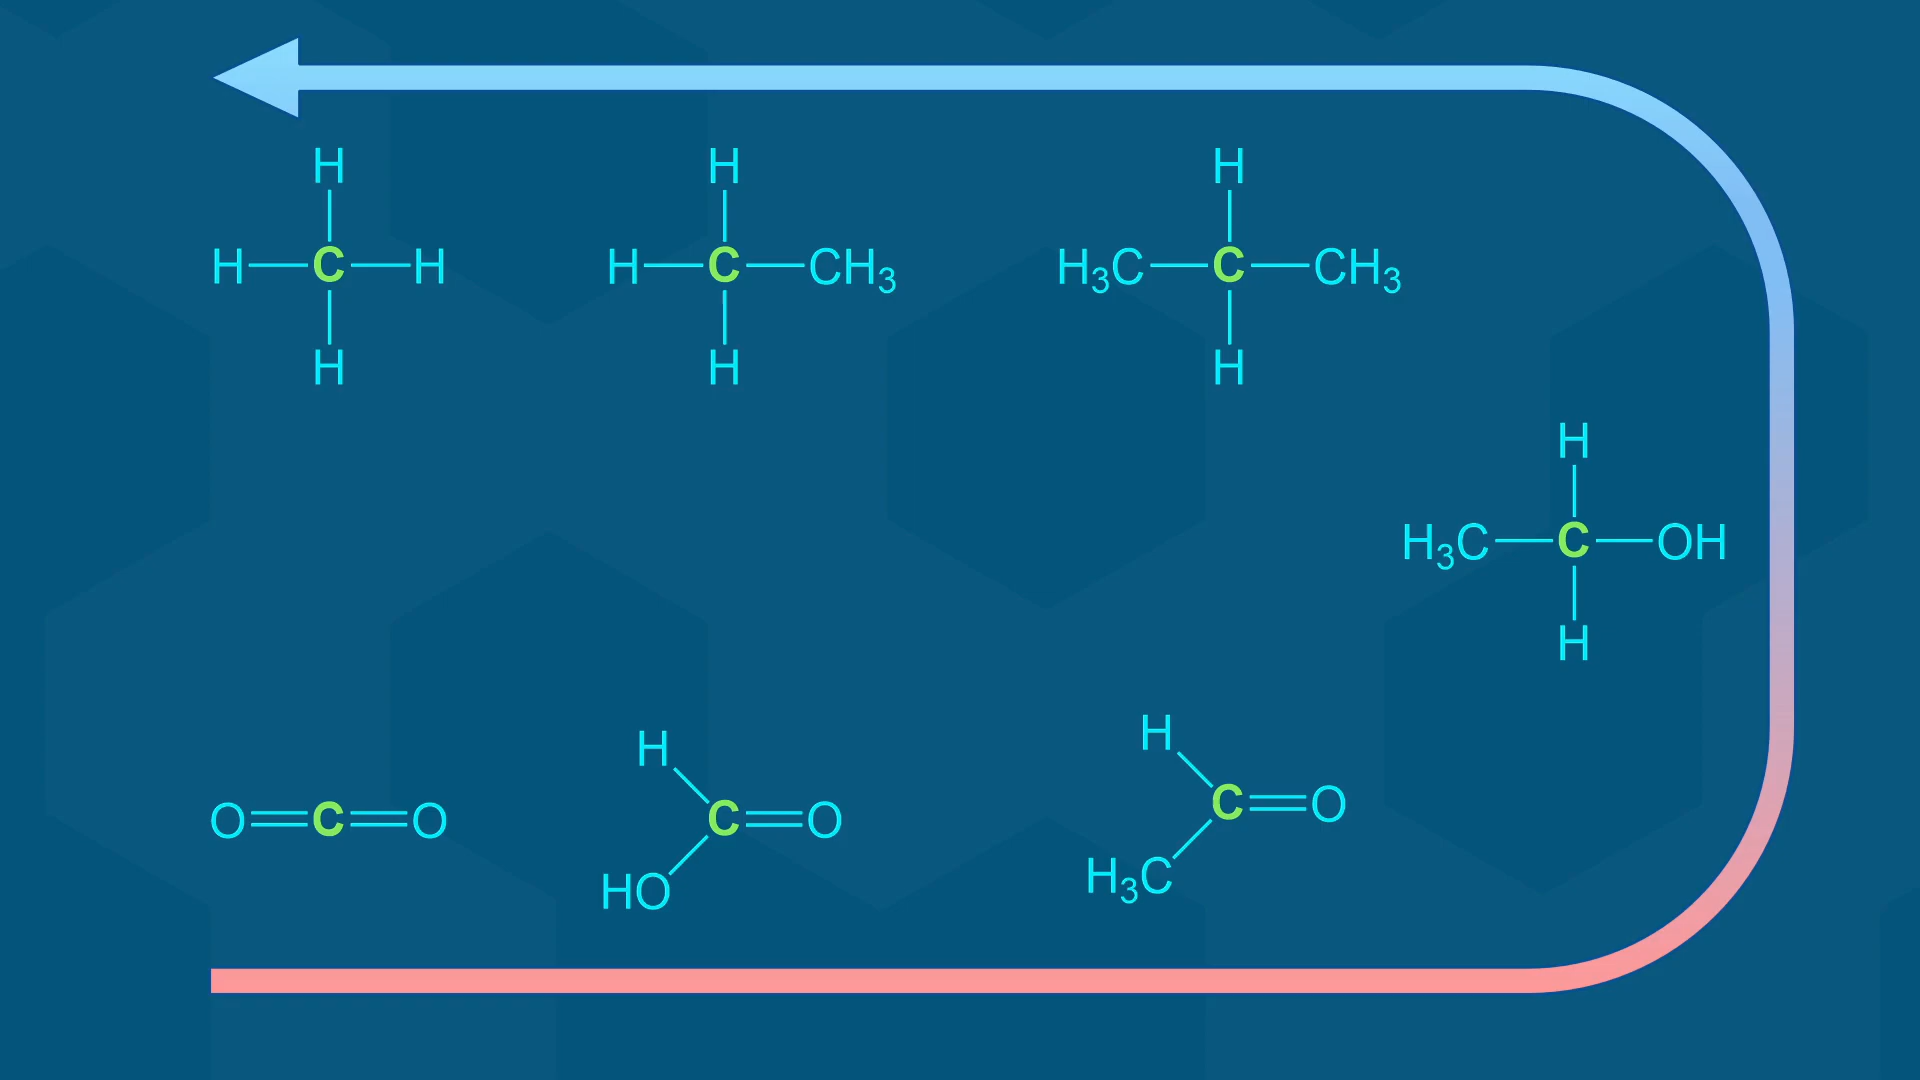 H H H
H C H H C CH₃ H₃C C CH₃
H H H
H
H₃C C OH
H
H H
O C O C O C O
HO H₃C